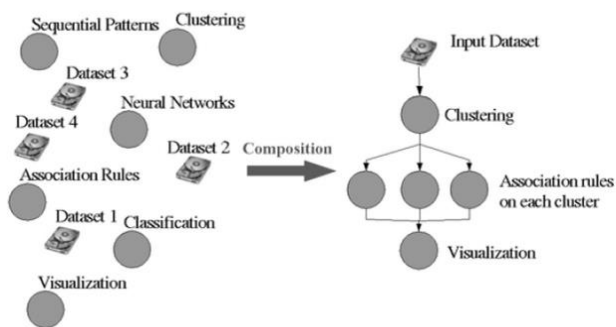 Sequential Patterns
Clustering
Dataset 3
Neural Networks
Dataset 4
Dataset 2
Association Rules
Dataset 1
Classification
Visualization
Composition
Input Dataset
Clustering
Association rules
on each cluster
Visualization